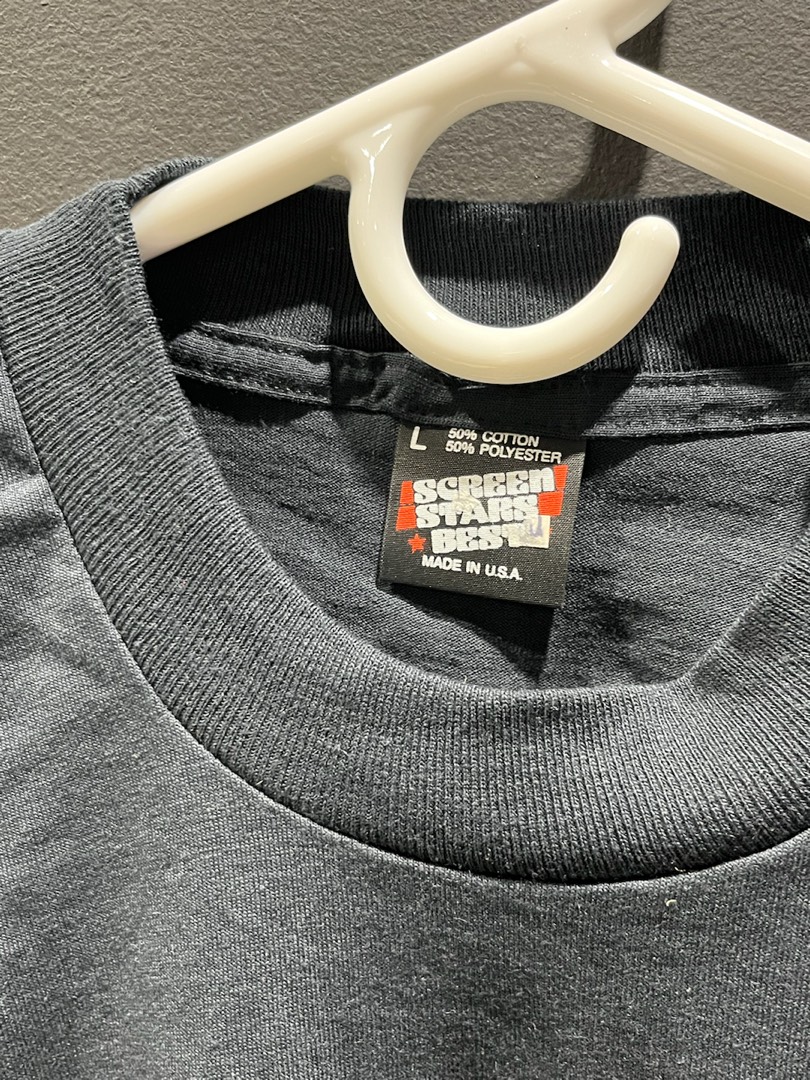 L 50% COTTON
50% POLYESTER
SCREEN
STARS
BEST
MADE IN U.S.A.